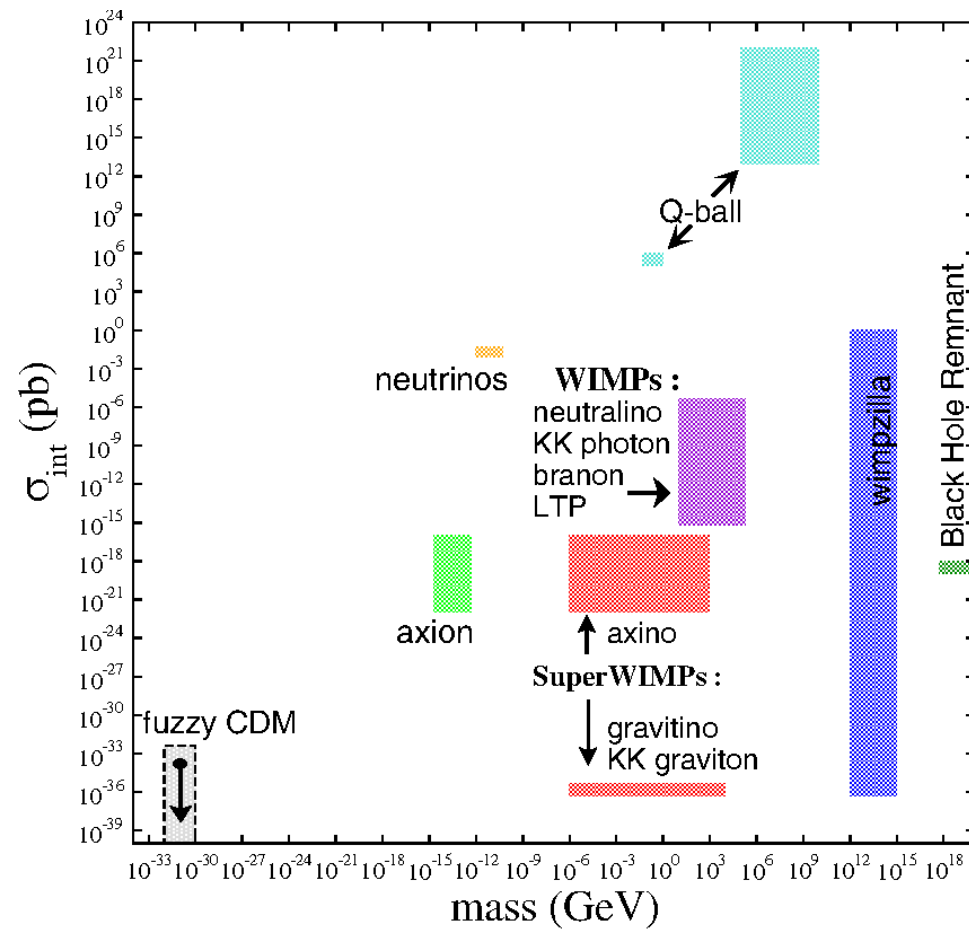 10^24
10^21
10^18
10^15
10^12
10^9
10^6
10^3
10^0
10^-3
10^-6
10^-9
10^-12
10^-15
10^-18
10^-21
10^-24
10^-27
10^-30
10^-33
10^-36
10^-39
σ_int (pb)
Q-ball
neutrinos
WIMPs :
neutralino
KK photon
branon
LTP
wimpzilla
Black Hole Remnant
axion
axino
SuperWIMPs :
gravitino
KK graviton
fuzzy CDM
10^-33 10^-30 10^-27 10^-24 10^-21 10^-18 10^-15 10^-12 10^-9 10^-6 10^-3 10^0 10^3 10^6 10^9 10^12 10^15 10^18
mass (GeV)